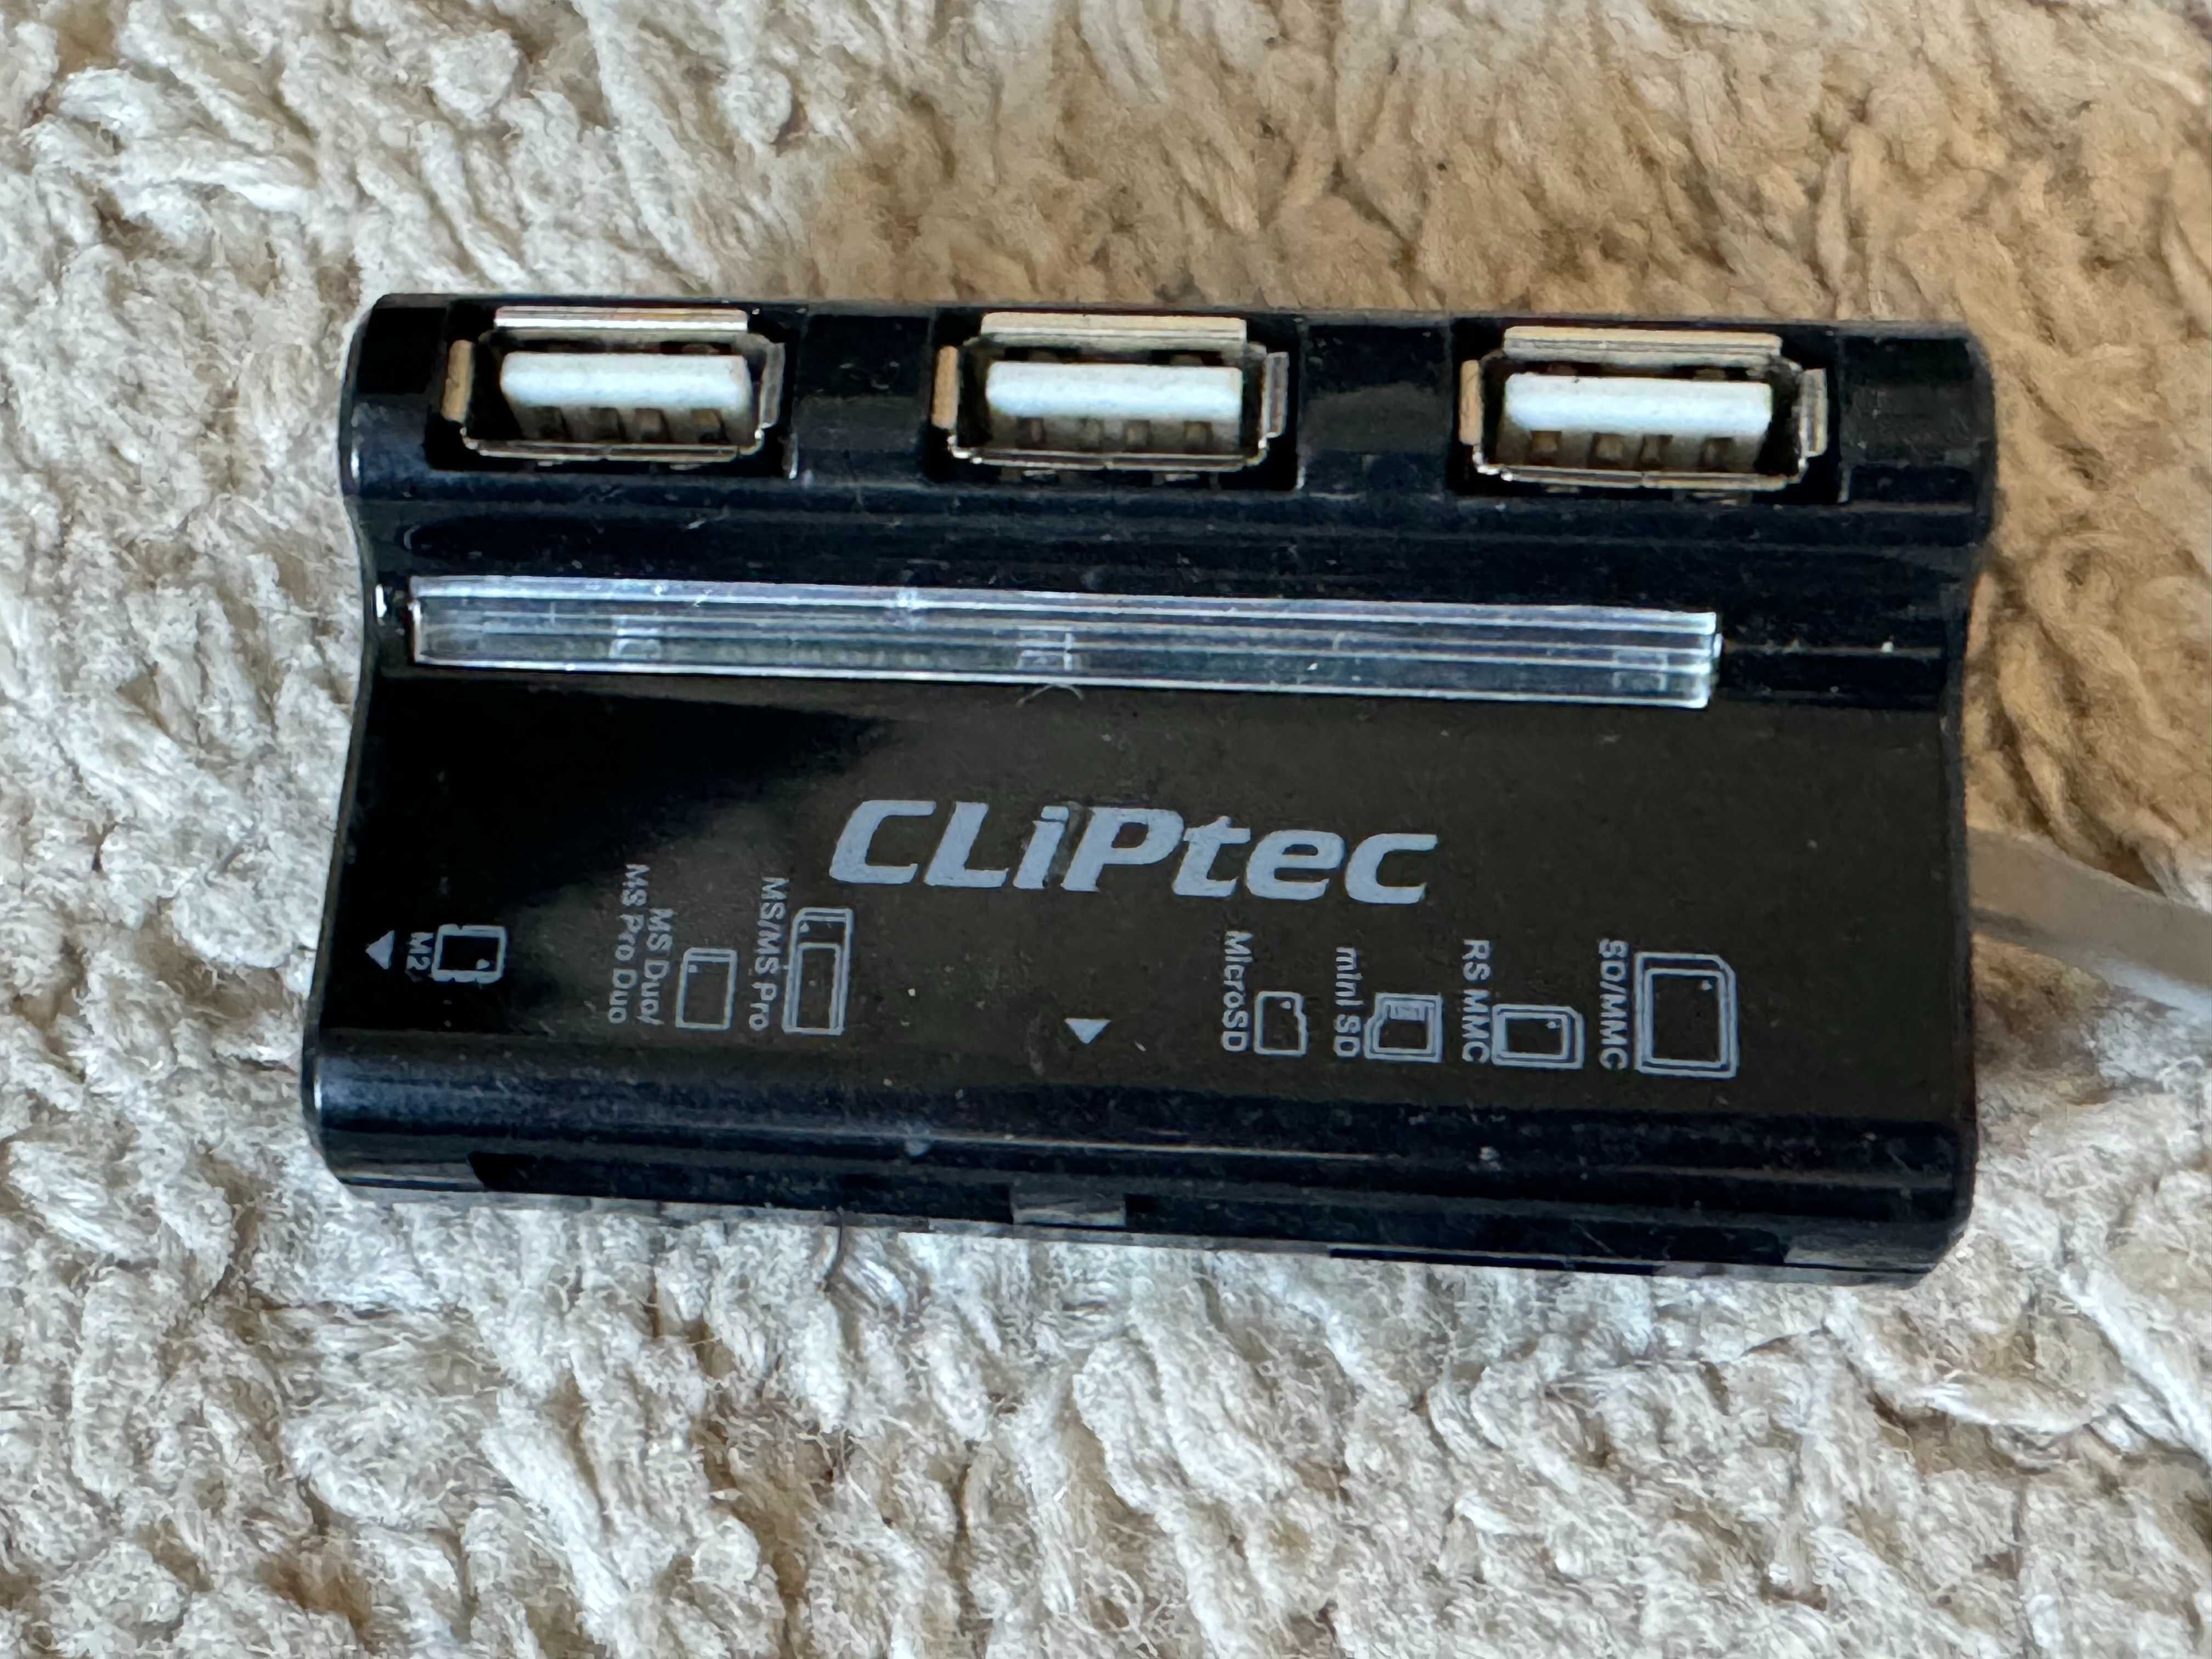 CLiPtec
M2
MS Duo/
MS Pro Duo
MS/MS Pro
MicroSD
mini SD
RS MMC
SD/MMC